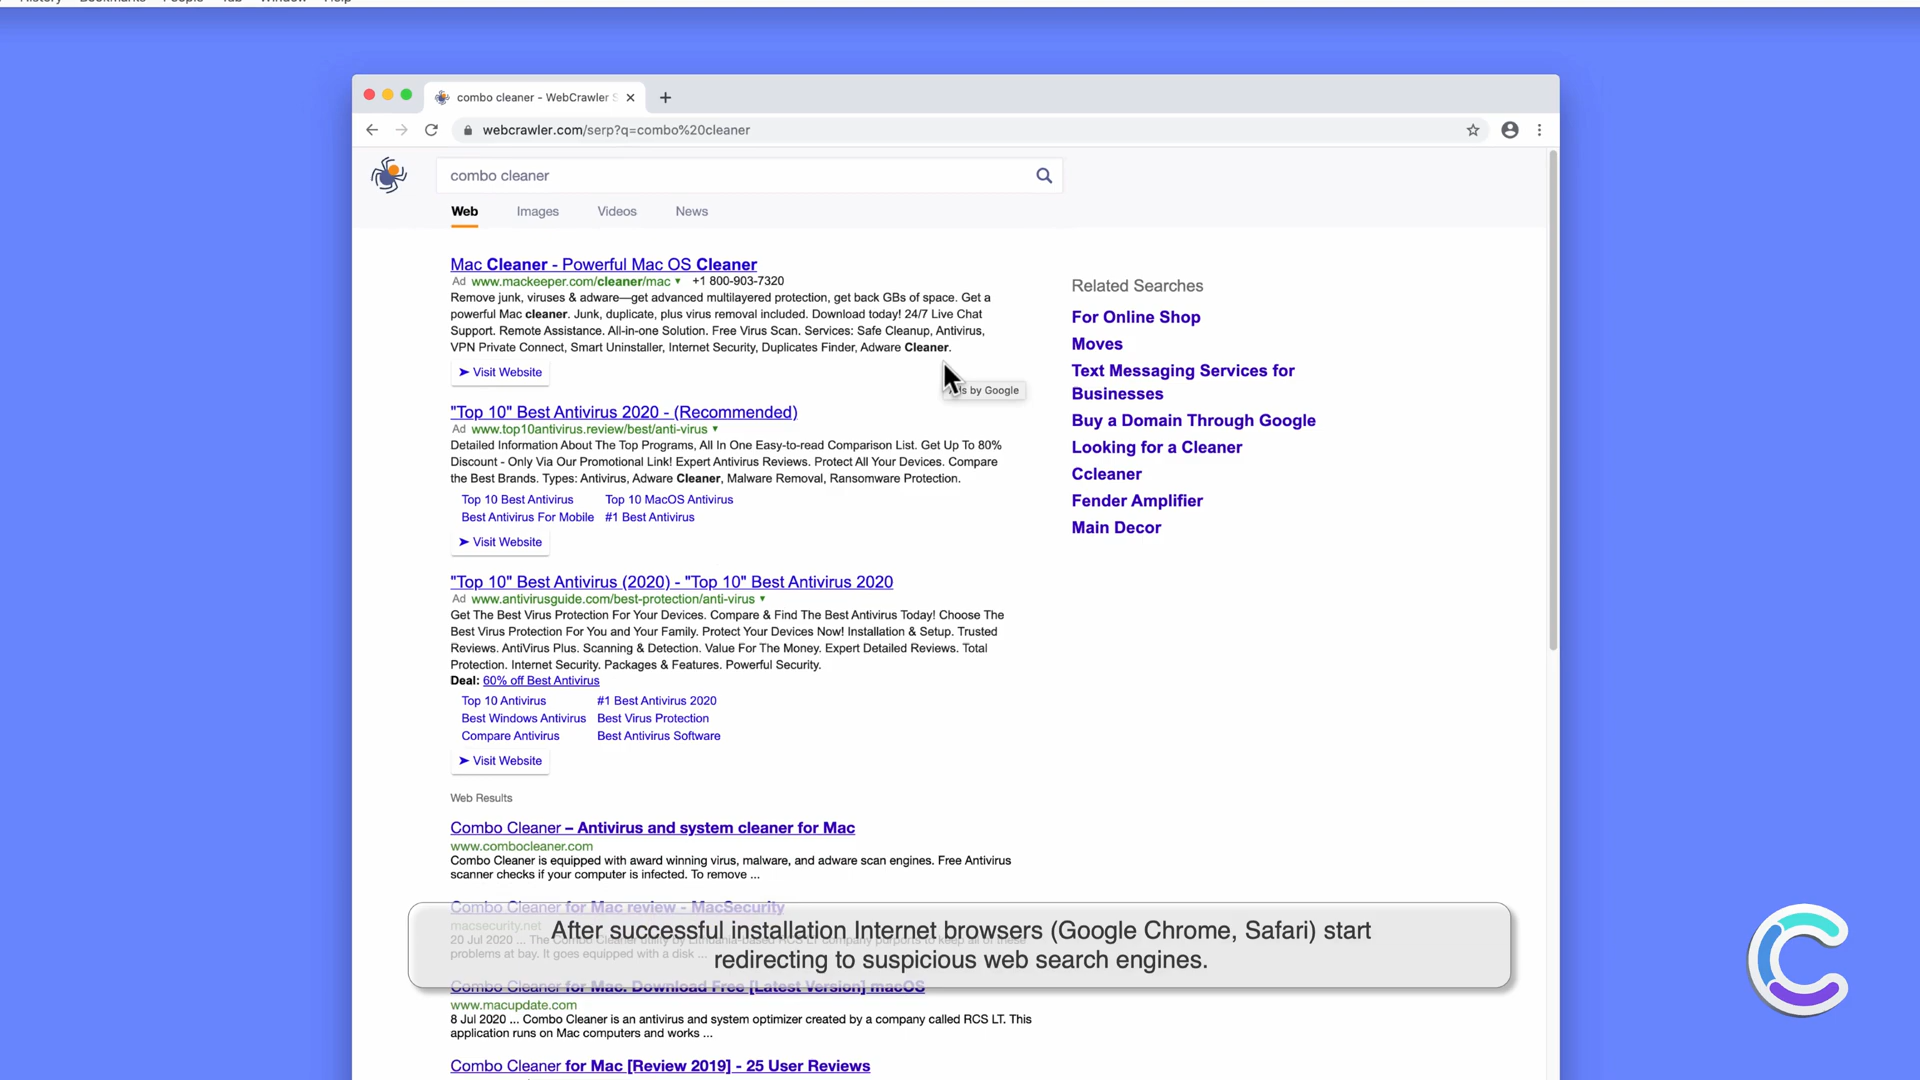 History Bookmarks People Tab Window Help
combo cleaner - WebCrawler S
webcrawler.com/serp?q=combo%20cleaner
combo cleaner
Web Images Videos News
Mac Cleaner - Powerful Mac OS Cleaner
Ad www.mackeeper.com/cleaner/mac +1 800-903-7320
Remove junk, viruses & adware—get advanced multilayered protection, get back GBs of space. Get a
powerful Mac cleaner. Junk, duplicate, plus virus removal included. Download today! 24/7 Live Chat
Support. Remote Assistance. All-in-one Solution. Free Virus Scan. Services: Safe Cleanup, Antivirus,
VPN Private Connect, Smart Uninstaller, Internet Security, Duplicates Finder, Adware Cleaner.
Visit Website
by Google
"Top 10" Best Antivirus 2020 - (Recommended)
Ad www.top10antivirus.review/best/anti-virus
Detailed Information About The Top Programs, All In One Easy-to-read Comparison List. Get Up To 80%
Discount - Only Via Our Promotional Link! Expert Antivirus Reviews. Protect All Your Devices. Compare
the Best Brands. Types: Antivirus, Adware Cleaner, Malware Removal, Ransomware Protection.
Top 10 Best Antivirus Top 10 MacOS Antivirus
Best Antivirus For Mobile #1 Best Antivirus
Visit Website
"Top 10" Best Antivirus (2020) - "Top 10" Best Antivirus 2020
Ad www.antivirusguide.com/best-protection/anti-virus
Get The Best Virus Protection For Your Devices. Compare & Find The Best Antivirus Today! Choose The
Best Virus Protection For You and Your Family. Protect Your Devices Now! Installation & Setup. Trusted
Reviews. AntiVirus Plus. Scanning & Detection. Value For The Money. Expert Detailed Reviews. Total
Protection. Internet Security. Packages & Features. Powerful Security.
Deal: 60% off Best Antivirus
Top 10 Antivirus #1 Best Antivirus 2020
Best Windows Antivirus Best Virus Protection
Compare Antivirus Best Antivirus Software
Visit Website
Web Results
Combo Cleaner – Antivirus and system cleaner for Mac
www.combocleaner.com
Combo Cleaner is equipped with award winning virus, malware, and adware scan engines. Free Antivirus
scanner checks if your computer is infected. To remove ...
Combo Cleaner for Mac review - MacSecurity
macsecurity.net
20 Jul 2020 ... The Combo Cleaner utility by Lithuania-based RCS LT company purports to keep all of these
problems at bay. It goes equipped with a disk ...
After successful installation Internet browsers (Google Chrome, Safari) start
redirecting to suspicious web search engines.
Combo Cleaner for Mac. Download Free [Latest Version] macOS
www.macupdate.com
8 Jul 2020 ... Combo Cleaner is an antivirus and system optimizer created by a company called RCS LT. This
application runs on Mac computers and works ...
Combo Cleaner for Mac [Review 2019] - 25 User Reviews
Related Searches
For Online Shop
Moves
Text Messaging Services for
Businesses
Buy a Domain Through Google
Looking for a Cleaner
Ccleaner
Fender Amplifier
Main Decor